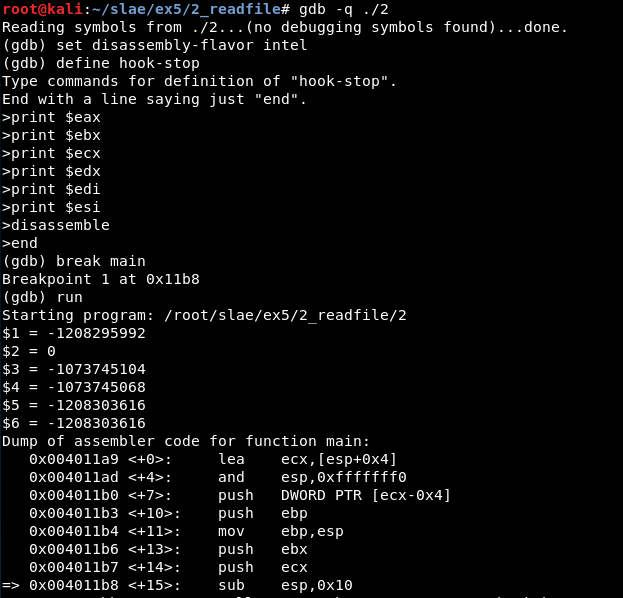 root@kali:~/slae/ex5/2_readfile# gdb -q ./2
Reading symbols from ./2...(no debugging symbols found)...done.
(gdb) set disassembly-flavor intel
(gdb) define hook-stop
Type commands for definition of "hook-stop".
End with a line saying just "end".
>print $eax
>print $ebx
>print $ecx
>print $edx
>print $edi
>print $esi
>disassemble
>end
(gdb) break main
Breakpoint 1 at 0x11b8
(gdb) run
Starting program: /root/slae/ex5/2_readfile/2
$1 = -1208295992
$2 = 0
$3 = -1073745104
$4 = -1073745068
$5 = -1208303616
$6 = -1208303616
Dump of assembler code for function main:
   0x004011a9 <+0>:     lea    ecx,[esp+0x4]
   0x004011ad <+4>:     and    esp,0xfffffff0
   0x004011b0 <+7>:     push   DWORD PTR [ecx-0x4]
   0x004011b3 <+10>:    push   ebp
   0x004011b4 <+11>:    mov    ebp,esp
   0x004011b6 <+13>:    push   ebx
   0x004011b7 <+14>:    push   ecx
=> 0x004011b8 <+15>:    sub    esp,0x10